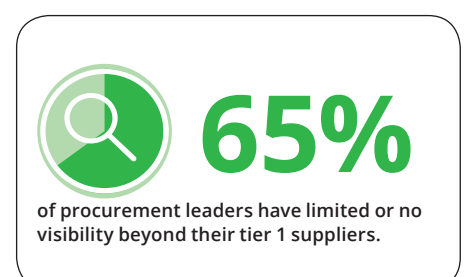 65%
of procurement leaders have limited or no
visibility beyond their tier 1 suppliers.